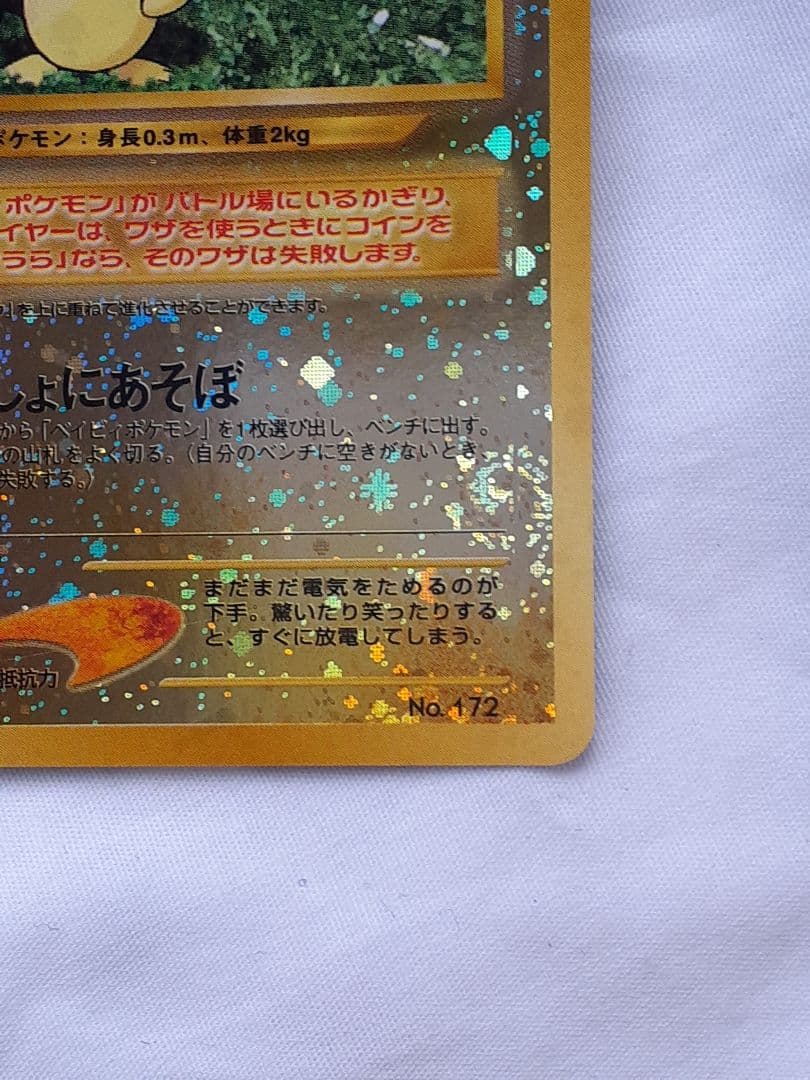 ポケモン：身長0.3m、体重2kg
ポケモン」がバトル場にいるかぎり、
イヤーは、ワザを使うときにコインを
うら」なら、そのワザは失敗します。
」を上に重ねて進化させることができます。
しょにあそぼ
から「ベイビィポケモン」を1枚選び出し、ベンチに出す。
の山札をよく切る。（自分のベンチに空きがないとき、
失敗する。）
まだまだ電気をためるのが
下手。驚いたり笑ったりする
と、すぐに放電してしまう。
抵抗力
No. 172